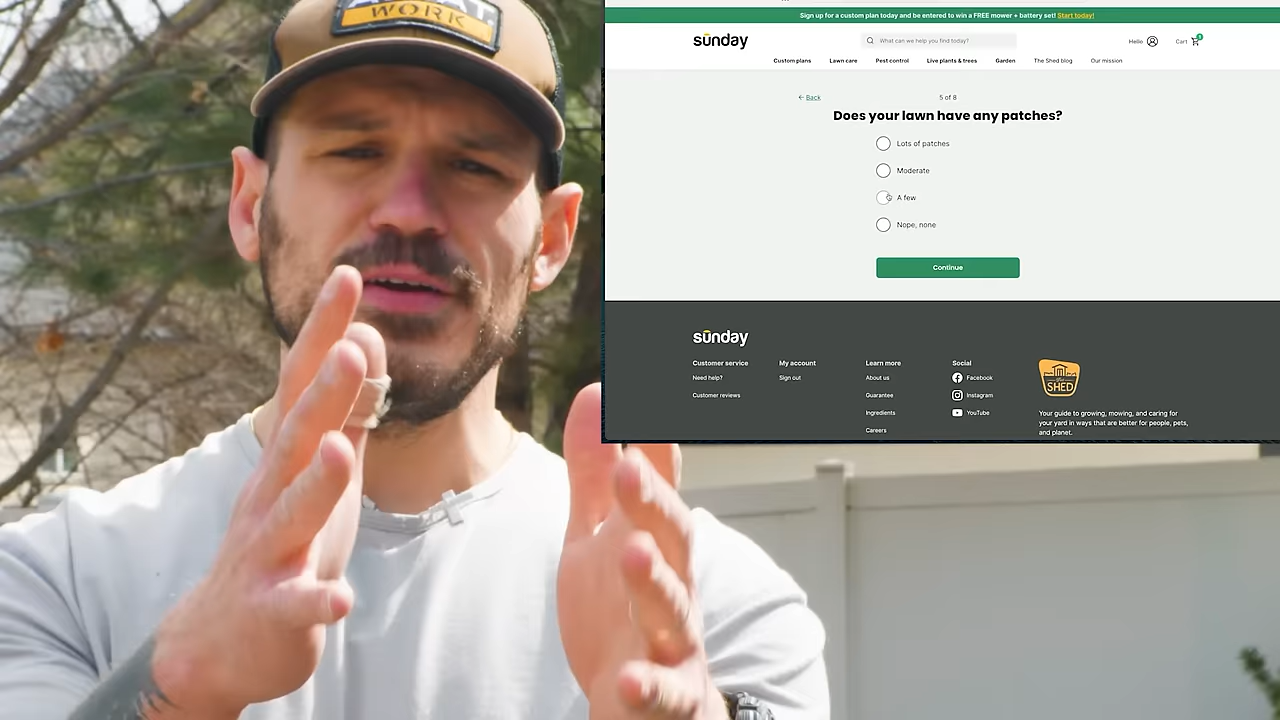 WORK
Sign up for a custom plan today and be entered to win a FREE mower + battery set! Start today!
sunday
What can we help you find today?
Hello
Cart
Custom plans
Lawn care
Pest control
Live plants & trees
Garden
The Shed blog
Our mission
← Back
5 of 8
Does your lawn have any patches?
Lots of patches
Moderate
A few
Nope, none
Continue
sunday
Customer service
Need help?
Customer reviews
My account
Sign out
Learn more
About us
Guarantee
Ingredients
Careers
Social
Facebook
Instagram
YouTube
SHED
Your guide to growing, mowing, and caring for
your yard in ways that are better for people, pets,
and planet.